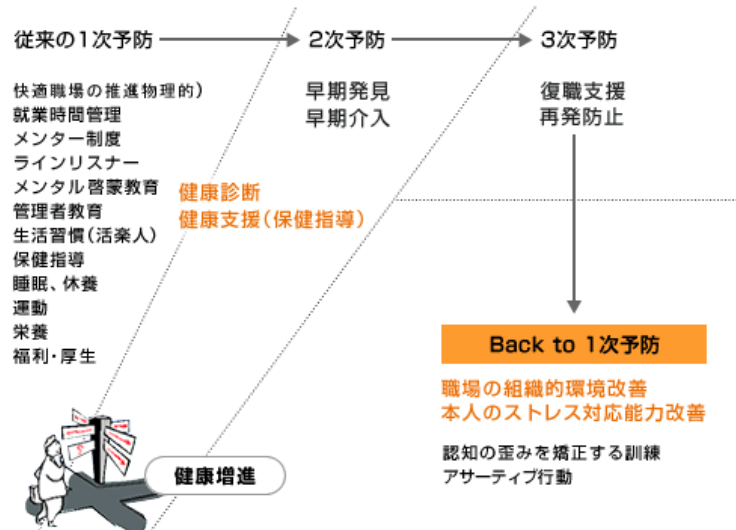 従来の1次予防
2次予防
3次予防
快適職場の推進物理的)
就業時間管理
メンター制度
ラインリスナー
メンタル啓蒙教育
管理者教育
生活習慣(活楽人)
保健指導
睡眠、休養
運動
栄養
福利・厚生
健康診断
健康支援(保健指導)
早期発見
早期介入
復職支援
再発防止
Back to 1次予防
職場の組織的環境改善
本人のストレス対応能力改善
認知の歪みを矯正する訓練
アサーティブ行動
健康増進